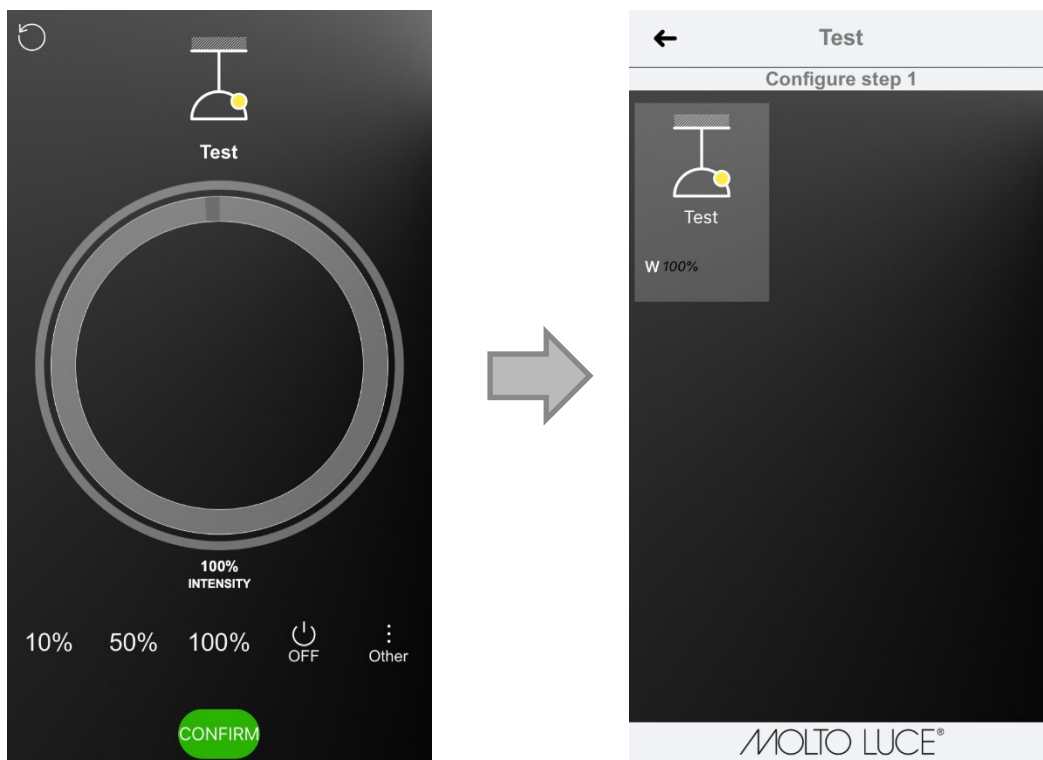 Test
100%
INTENSITY
10% 50% 100% OFF Other
CONFIRM
Test
Configure step 1
Test
W 100%
MOLTO LUCE®